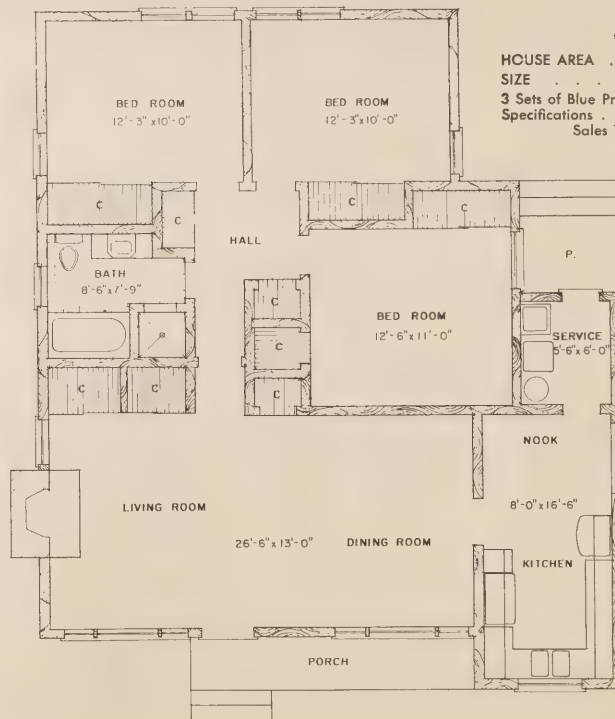 HOUSE AREA .
SIZE . . .
3 Sets of Blue Pr
Specifications .
Sales
BED ROOM
12'-3" x 10'-0"
BED ROOM
12'-3" x 10'-0"
C
C
C
C
HALL
P.
BATH
8'-6" x 7'-9"
C
BED ROOM
12'-6" x 11'-0"
SERVICE
5'-6" x 6'-0"
C
C
C
C
NOOK
LIVING ROOM
8'-0" x 16'-6"
26'-6" x 13'-0"
DINING ROOM
KITCHEN
PORCH